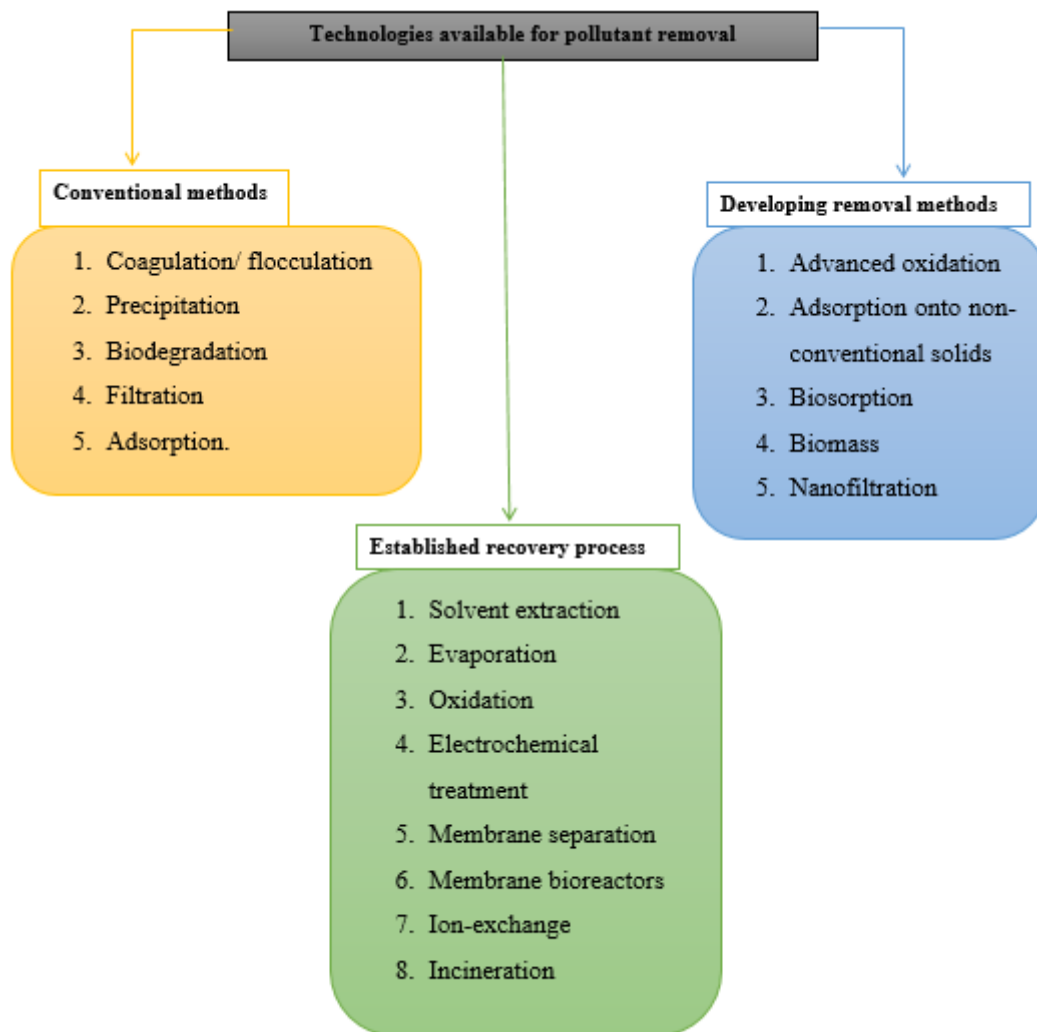 Technologies available for pollutant removal
Conventional methods
1. Coagulation/ flocculation
2. Precipitation
3. Biodegradation
4. Filtration
5. Adsorption.
Developing removal methods
1. Advanced oxidation
2. Adsorption onto non-
conventional solids
3. Biosorption
4. Biomass
5. Nanofiltration
Established recovery process
1. Solvent extraction
2. Evaporation
3. Oxidation
4. Electrochemical
treatment
5. Membrane separation
6. Membrane bioreactors
7. Ion-exchange
8. Incineration